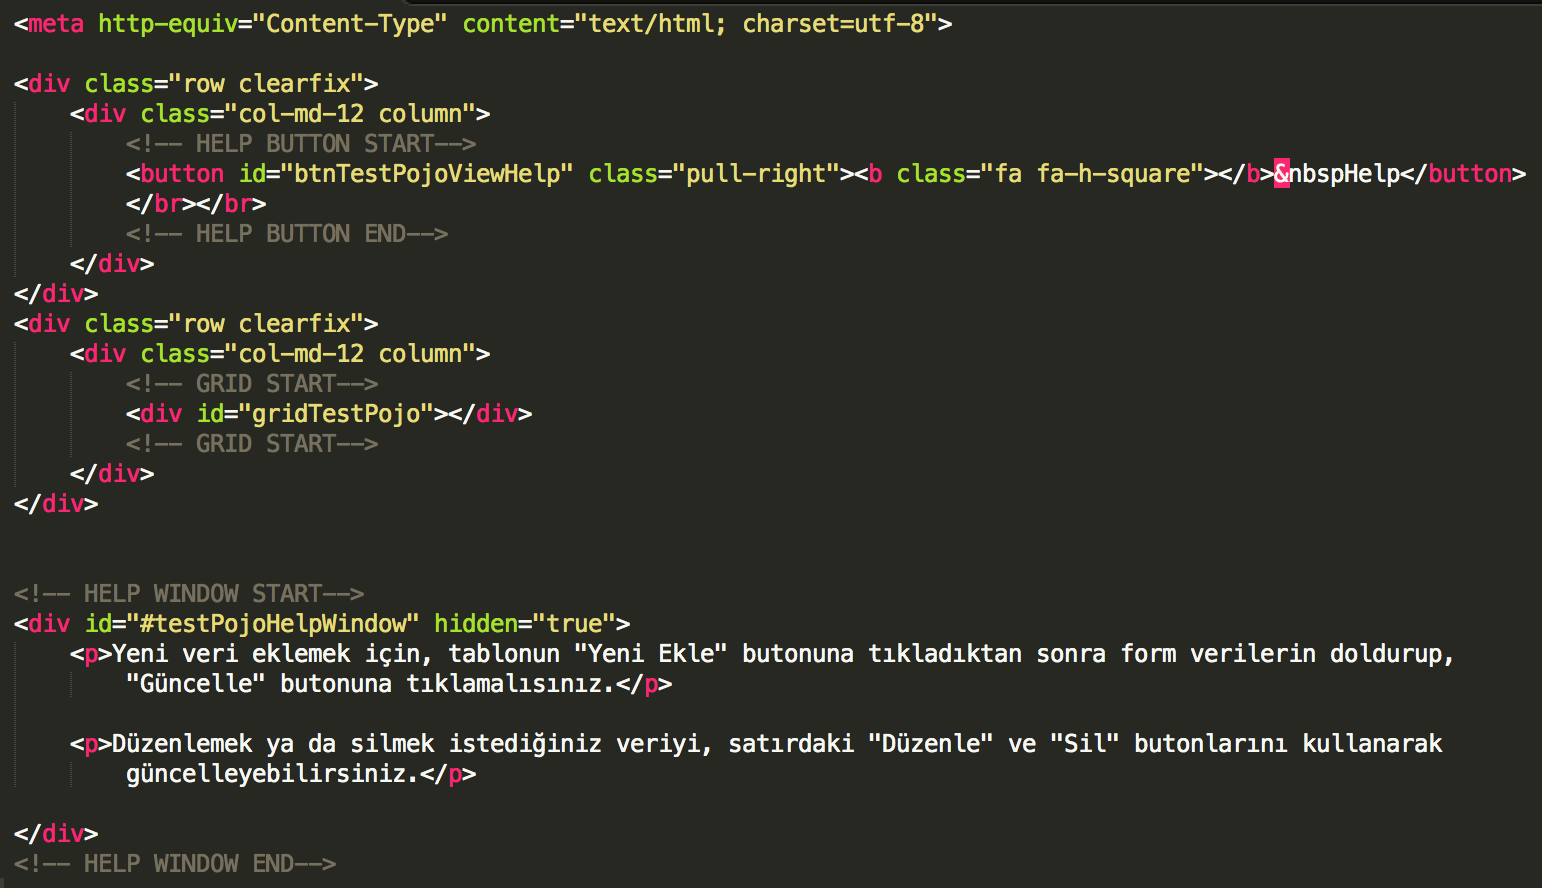 <meta http-equiv="Content-Type" content="text/html; charset=utf-8">
<div class="row clearfix">
<div class="col-md-12 column">
<!-- HELP BUTTON START-->
<button id="btnTestPojoViewHelp" class="pull-right"><b class="fa fa-h-square"></b>&nbspHelp</button>
</br></br>
<!-- HELP BUTTON END-->
</div>
</div>
<div class="row clearfix">
<div class="col-md-12 column">
<!-- GRID START-->
<div id="gridTestPojo"></div>
<!-- GRID START-->
</div>
</div>
<!-- HELP WINDOW START-->
<div id="#testPojoHelpWindow" hidden="true">
<p>Yeni veri eklemek için, tablonun "Yeni Ekle" butonuna tıkladıktan sonra form verilerin doldurup,
"Güncelle" butonuna tıklamalısınız.</p>
<p>Düzenlemek ya da silmek istediğiniz veriyi, satırdaki "Düzenle" ve "Sil" butonlarını kullanarak
güncelleyebilirsiniz.</p>
</div>
<!-- HELP WINDOW END-->